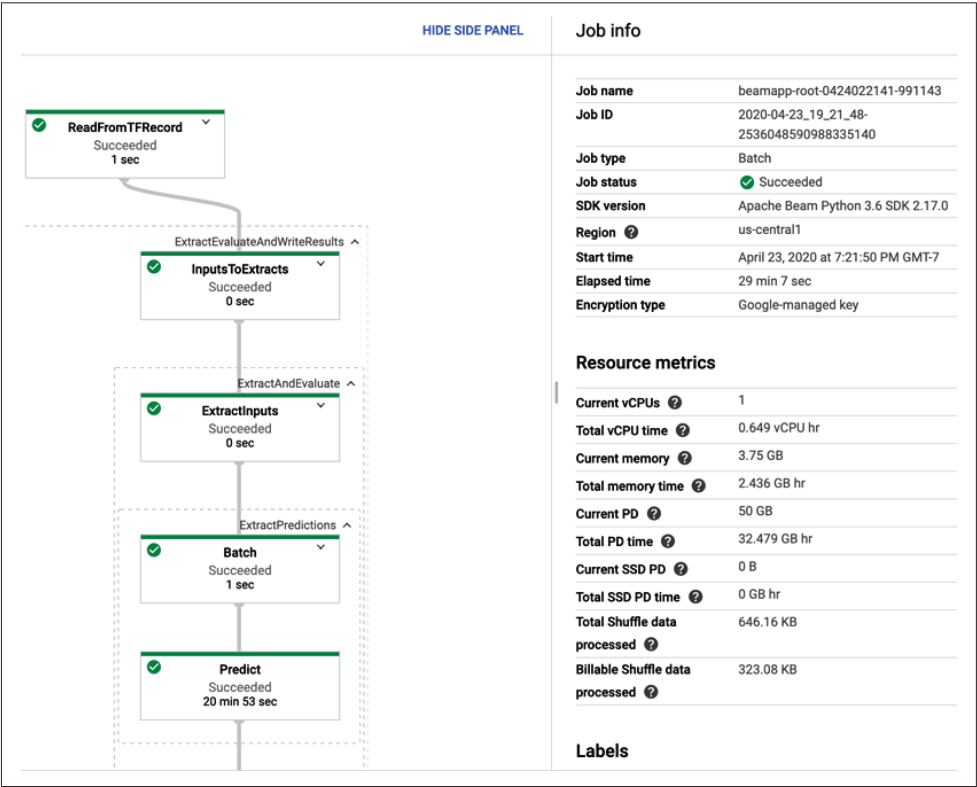 HIDE SIDE PANEL
ReadFromTFRecord
Succeeded
1 sec
ExtractEvaluateAndWriteResults
InputsToExtracts
Succeeded
0 sec
ExtractAndEvaluate
ExtractInputs
Succeeded
0 sec
ExtractPredictions
Batch
Succeeded
1 sec
Predict
Succeeded
20 min 53 sec
Job info
Job name beamapp-root-0424022141-991143
Job ID 2020-04-23_19_21_48-
2536048590988335140
Job type Batch
Job status Succeeded
SDK version Apache Beam Python 3.6 SDK 2.17.0
Region ? us-central1
Start time April 23, 2020 at 7:21:50 PM GMT-7
Elapsed time 29 min 7 sec
Encryption type Google-managed key
Resource metrics
Current vCPUs ? 1
Total vCPU time ? 0.649 vCPU hr
Current memory ? 3.75 GB
Total memory time ? 2.436 GB hr
Current PD ? 50 GB
Total PD time ? 32.479 GB hr
Current SSD PD ? 0 B
Total SSD PD time ? 0 GB hr
Total Shuffle data 646.16 KB
processed ?
Billable Shuffle data 323.08 KB
processed ?
Labels